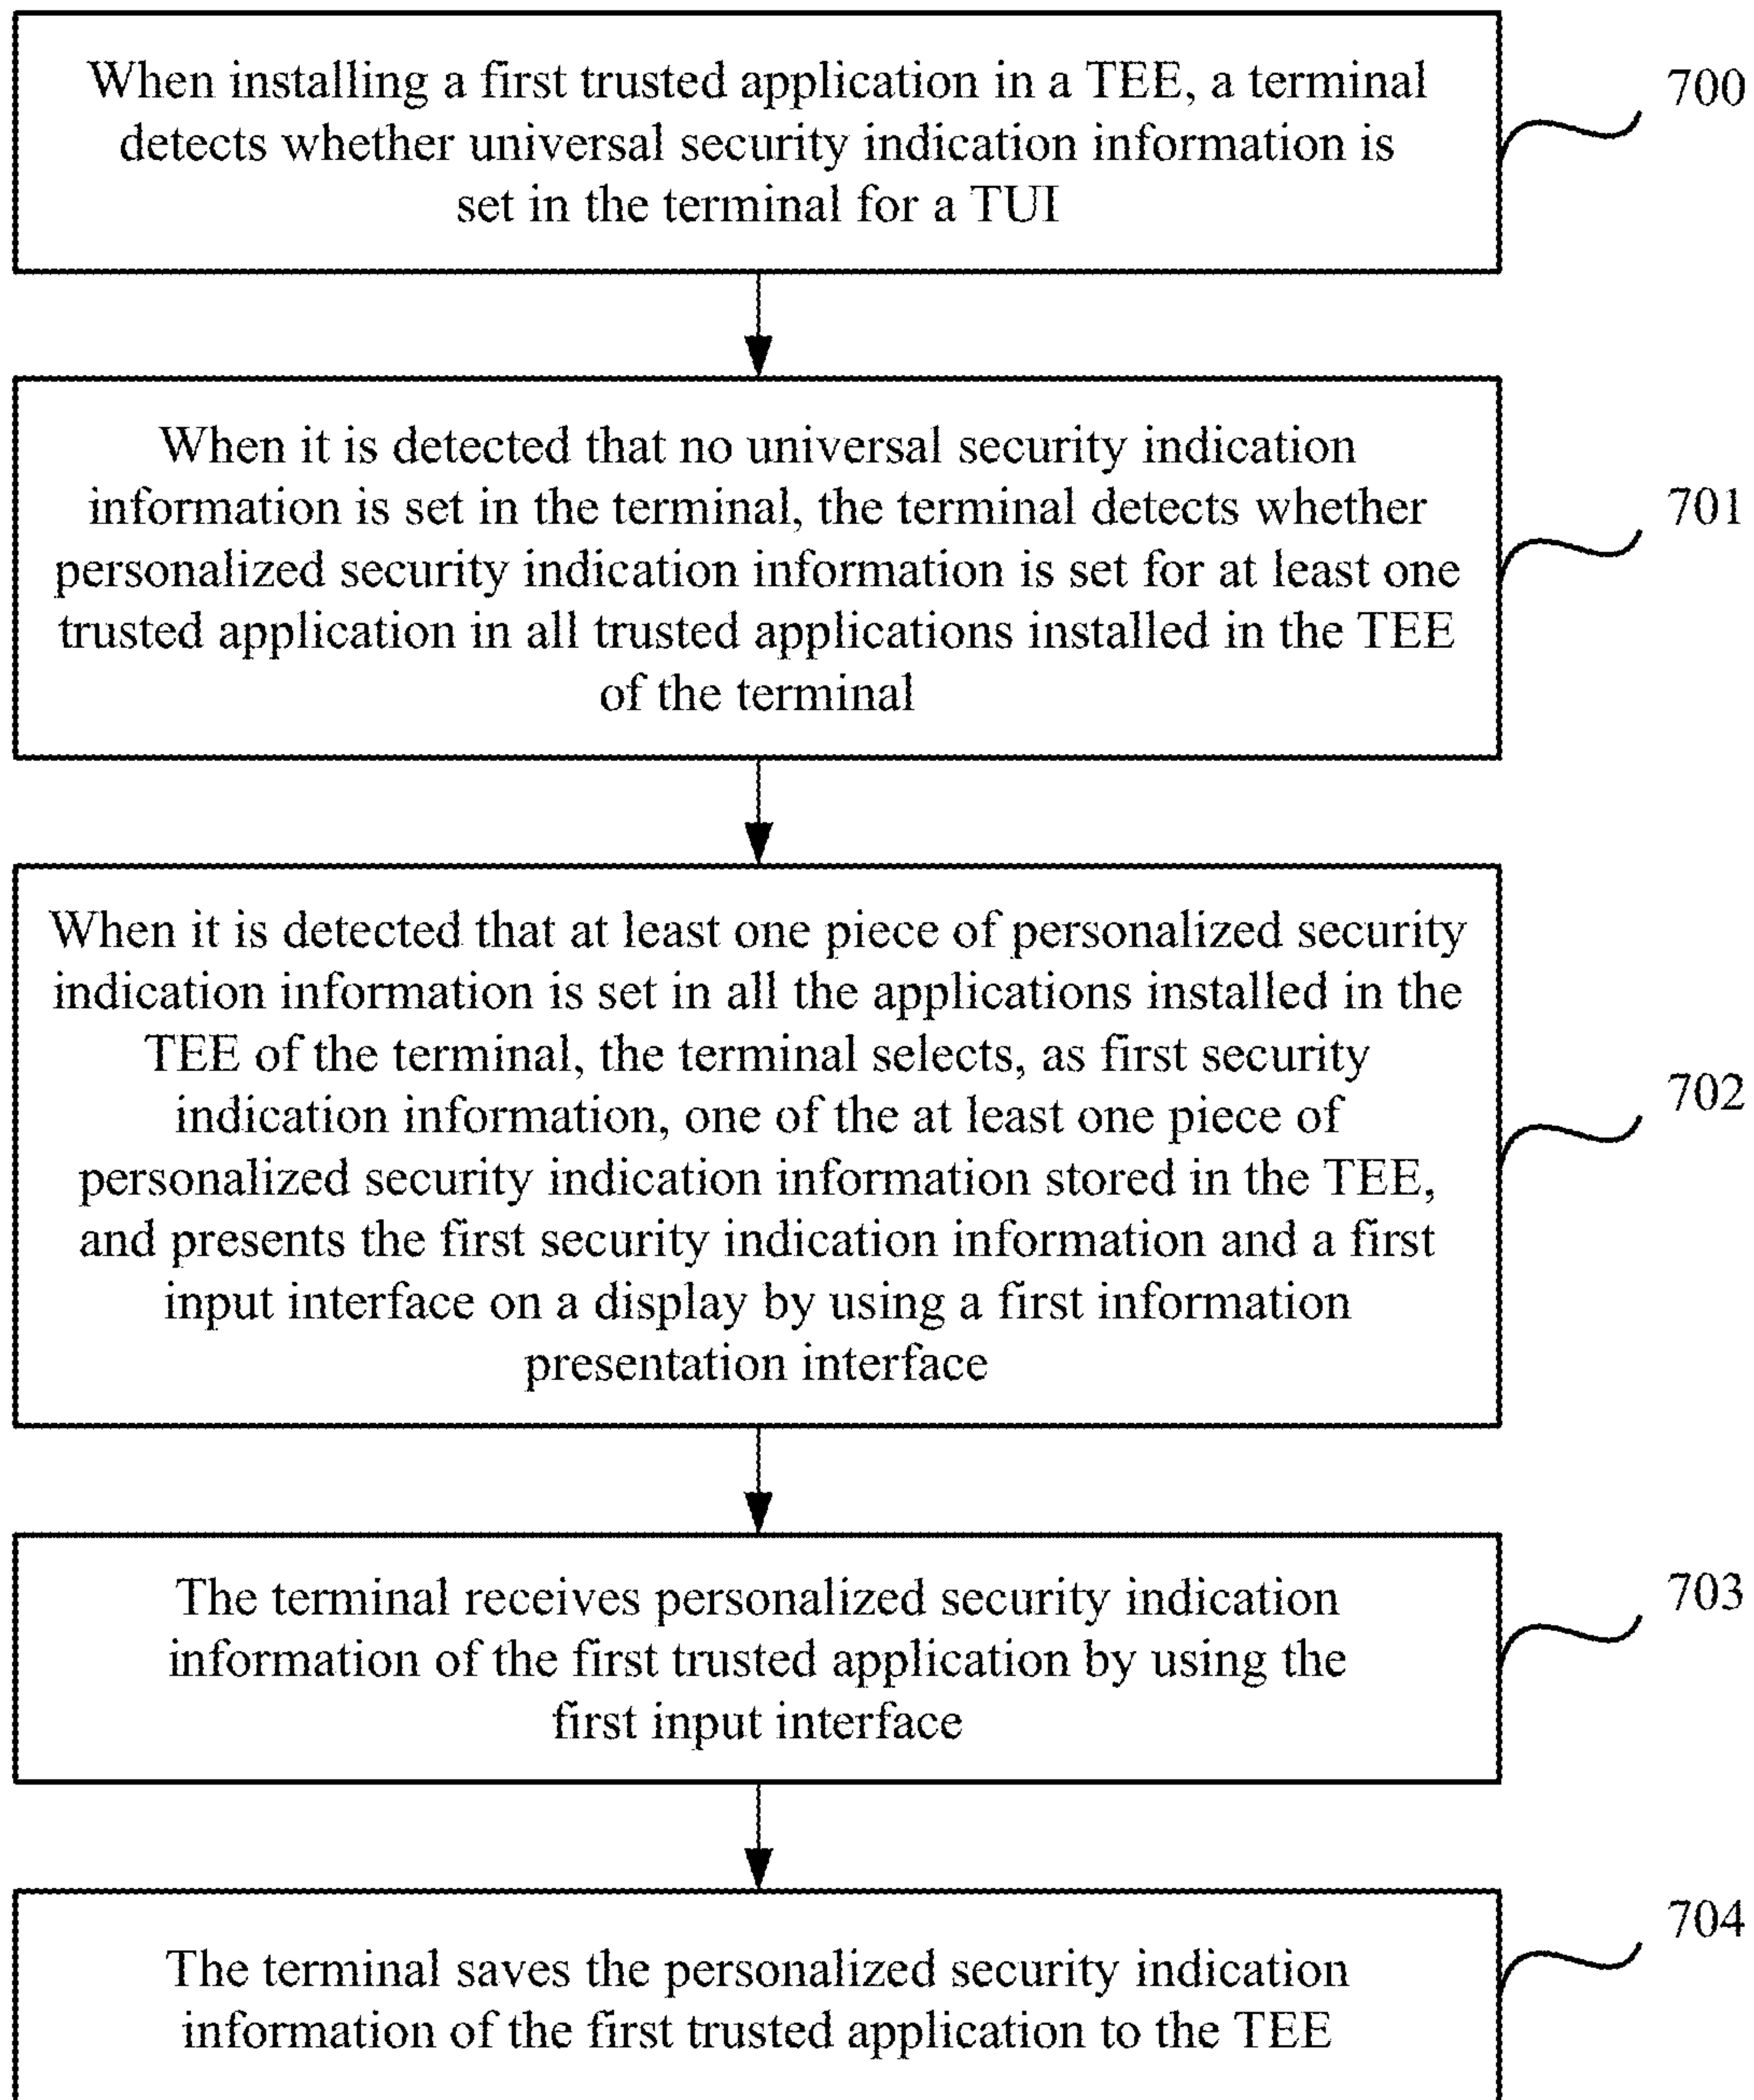 When installing a first trusted application in a TEE, a terminal
detects whether universal security indication information is
set in the terminal for a TUI
700
When it is detected that no universal security indication
information is set in the terminal, the terminal detects whether
personalized security indication information is set for at least one
trusted application in all trusted applications installed in the TEE
of the terminal
701
When it is detected that at least one piece of personalized security
indication information is set in all the applications installed in the
TEE of the terminal, the terminal selects, as first security
indication information, one of the at least one piece of
personalized security indication information stored in the TEE,
and presents the first security indication information and a first
input interface on a display by using a first information
presentation interface
702
The terminal receives personalized security indication
information of the first trusted application by using the
first input interface
703
The terminal saves the personalized security indication
information of the first trusted application to the TEE
704